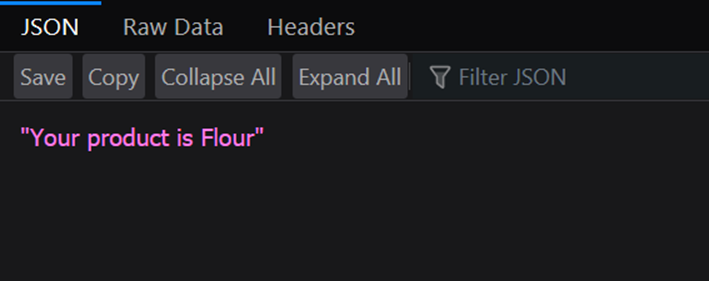 JSON Raw Data Headers
Save Copy Collapse All Expand All Filter JSON
"Your product is Flour"